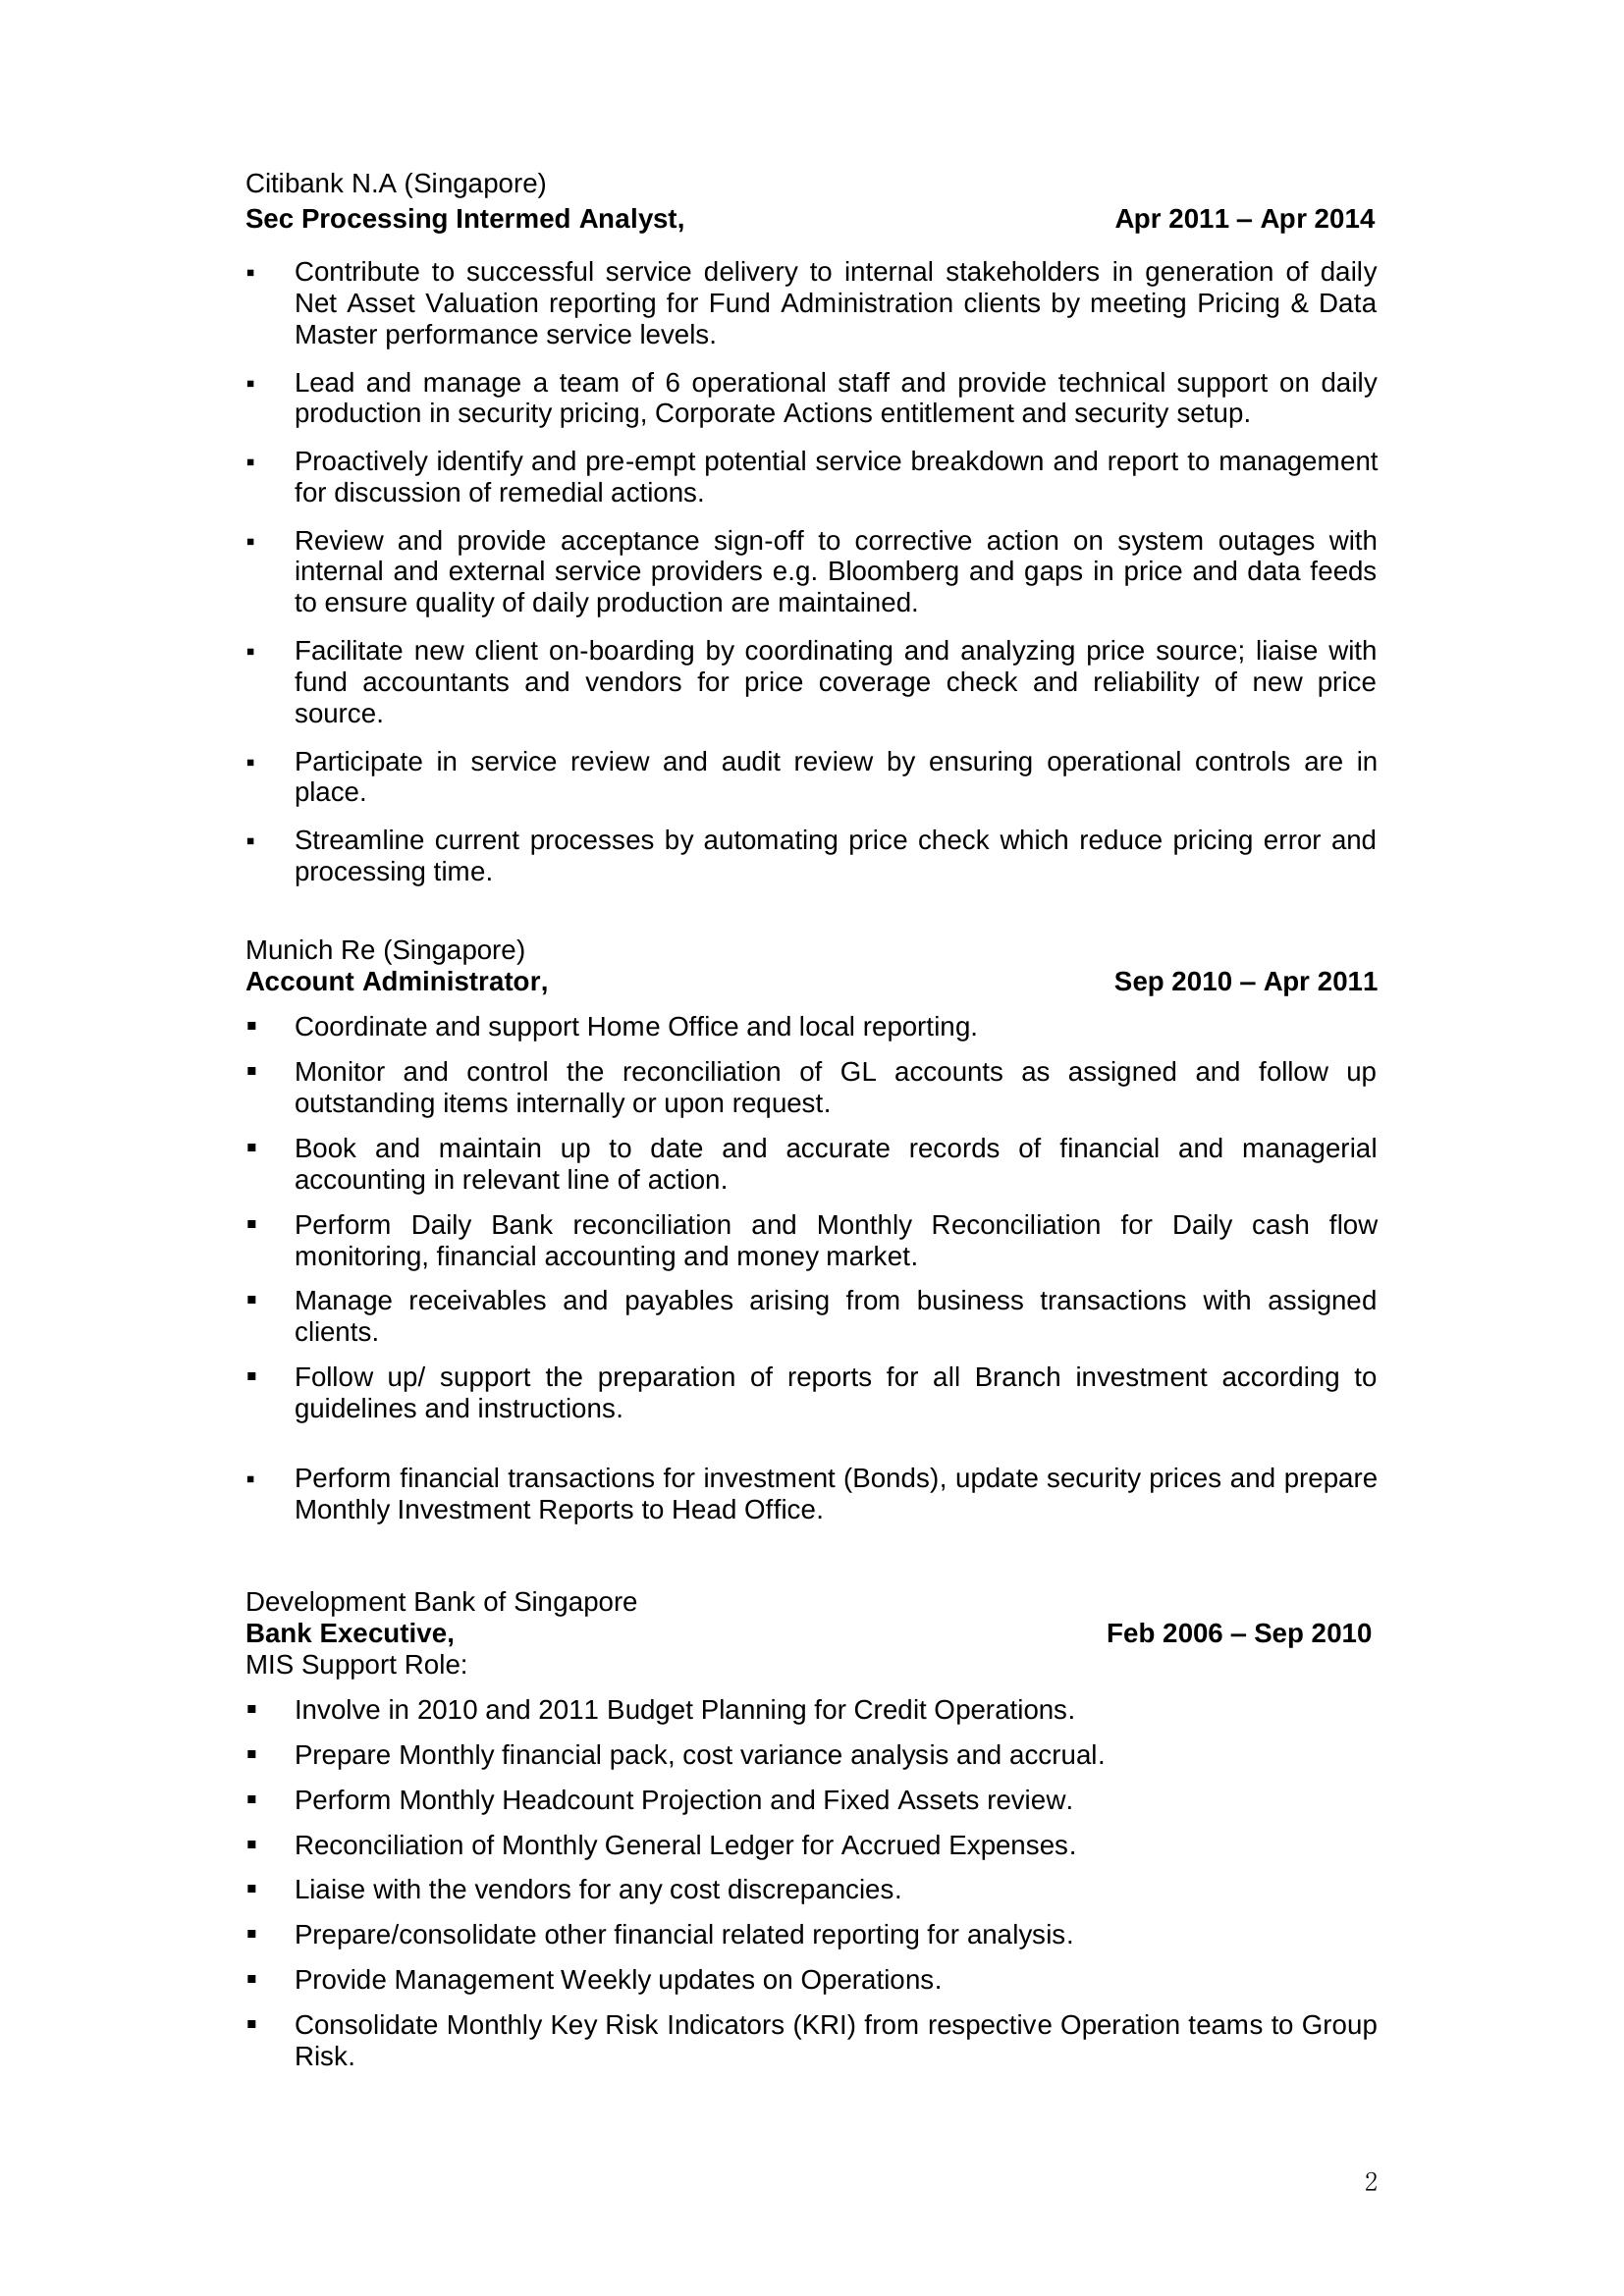 Citibank N.A (Singapore)
Sec Processing Intermed Analyst, Apr 2011 – Apr 2014
▪ Contribute to successful service delivery to internal stakeholders in generation of daily
Net Asset Valuation reporting for Fund Administration clients by meeting Pricing & Data
Master performance service levels.
▪ Lead and manage a team of 6 operational staff and provide technical support on daily
production in security pricing, Corporate Actions entitlement and security setup.
▪ Proactively identify and pre-empt potential service breakdown and report to management
for discussion of remedial actions.
▪ Review and provide acceptance sign-off to corrective action on system outages with
internal and external service providers e.g. Bloomberg and gaps in price and data feeds
to ensure quality of daily production are maintained.
▪ Facilitate new client on-boarding by coordinating and analyzing price source; liaise with
fund accountants and vendors for price coverage check and reliability of new price
source.
▪ Participate in service review and audit review by ensuring operational controls are in
place.
▪ Streamline current processes by automating price check which reduce pricing error and
processing time.
Munich Re (Singapore)
Account Administrator, Sep 2010 – Apr 2011
▪ Coordinate and support Home Office and local reporting.
▪ Monitor and control the reconciliation of GL accounts as assigned and follow up
outstanding items internally or upon request.
▪ Book and maintain up to date and accurate records of financial and managerial
accounting in relevant line of action.
▪ Perform Daily Bank reconciliation and Monthly Reconciliation for Daily cash flow
monitoring, financial accounting and money market.
▪ Manage receivables and payables arising from business transactions with assigned
clients.
▪ Follow up/ support the preparation of reports for all Branch investment according to
guidelines and instructions.
▪ Perform financial transactions for investment (Bonds), update security prices and prepare
Monthly Investment Reports to Head Office.
Development Bank of Singapore
Bank Executive, Feb 2006 – Sep 2010
MIS Support Role:
▪ Involve in 2010 and 2011 Budget Planning for Credit Operations.
▪ Prepare Monthly financial pack, cost variance analysis and accrual.
▪ Perform Monthly Headcount Projection and Fixed Assets review.
▪ Reconciliation of Monthly General Ledger for Accrued Expenses.
▪ Liaise with the vendors for any cost discrepancies.
▪ Prepare/consolidate other financial related reporting for analysis.
▪ Provide Management Weekly updates on Operations.
▪ Consolidate Monthly Key Risk Indicators (KRI) from respective Operation teams to Group
Risk.
2